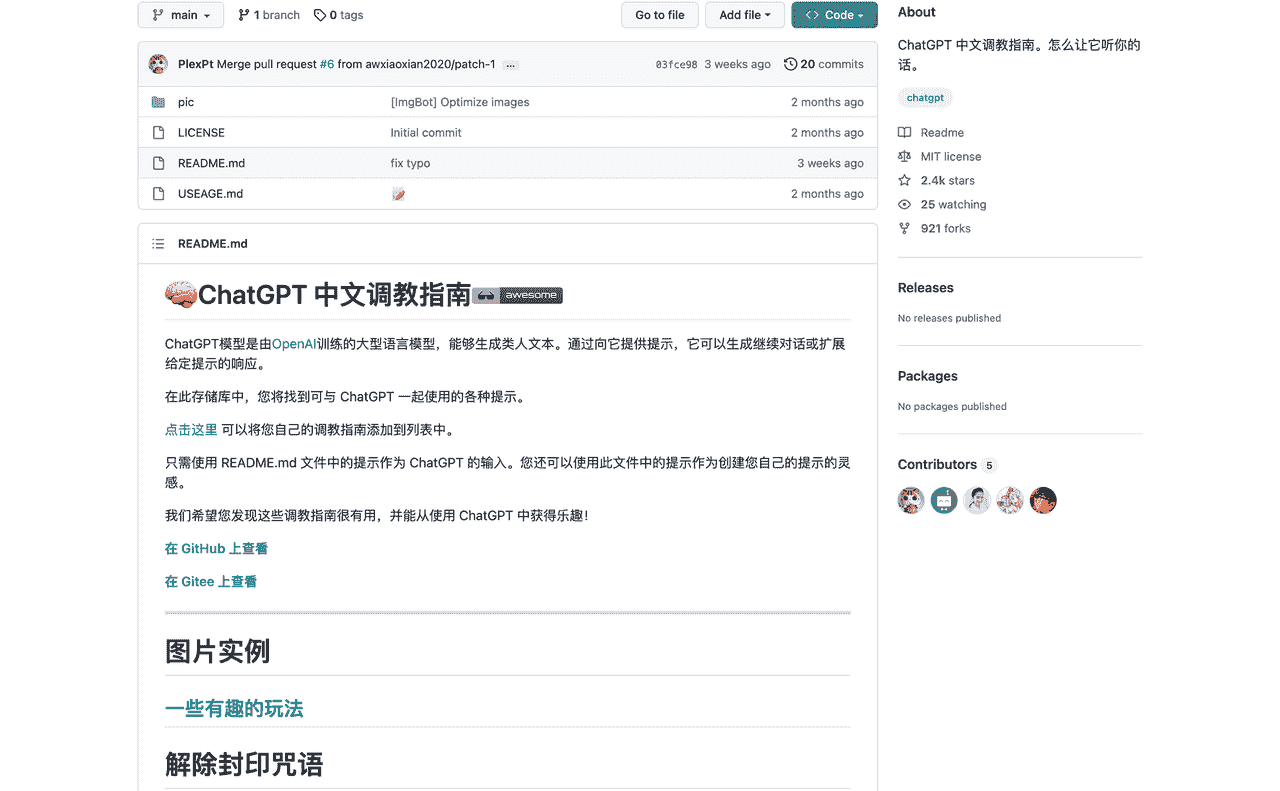 main
1 branch
0 tags
Go to file
Add file
Code
PlexPt Merge pull request #6 from awxiaoxian2020/patch-1 ...
03fce98 3 weeks ago
20 commits
pic [ImgBot] Optimize images 2 months ago
LICENSE Initial commit 2 months ago
README.md fix typo 3 weeks ago
USEAGE.md 2 months ago
README.md
ChatGPT 中文调教指南 awesome
ChatGPT模型是由OpenAI训练的大型语言模型，能够生成类人文本。通过向它提供提示，它可以生成继续对话或扩展
给定提示的响应。
在此存储库中，您将找到可与 ChatGPT 一起使用的各种提示。
点击这里 可以将您自己的调教指南添加到列表中。
只需使用 README.md 文件中的提示作为 ChatGPT 的输入。您还可以使用此文件中的提示作为创建您自己的提示的灵
感。
我们希望您发现这些调教指南很有用，并能从使用 ChatGPT 中获得乐趣！
在 GitHub 上查看
在 Gitee 上查看
图片实例
一些有趣的玩法
解除封印咒语
About
ChatGPT 中文调教指南。怎么让它听你的
话。
chatgpt
Readme
MIT license
2.4k stars
25 watching
921 forks
Releases
No releases published
Packages
No packages published
Contributors 5